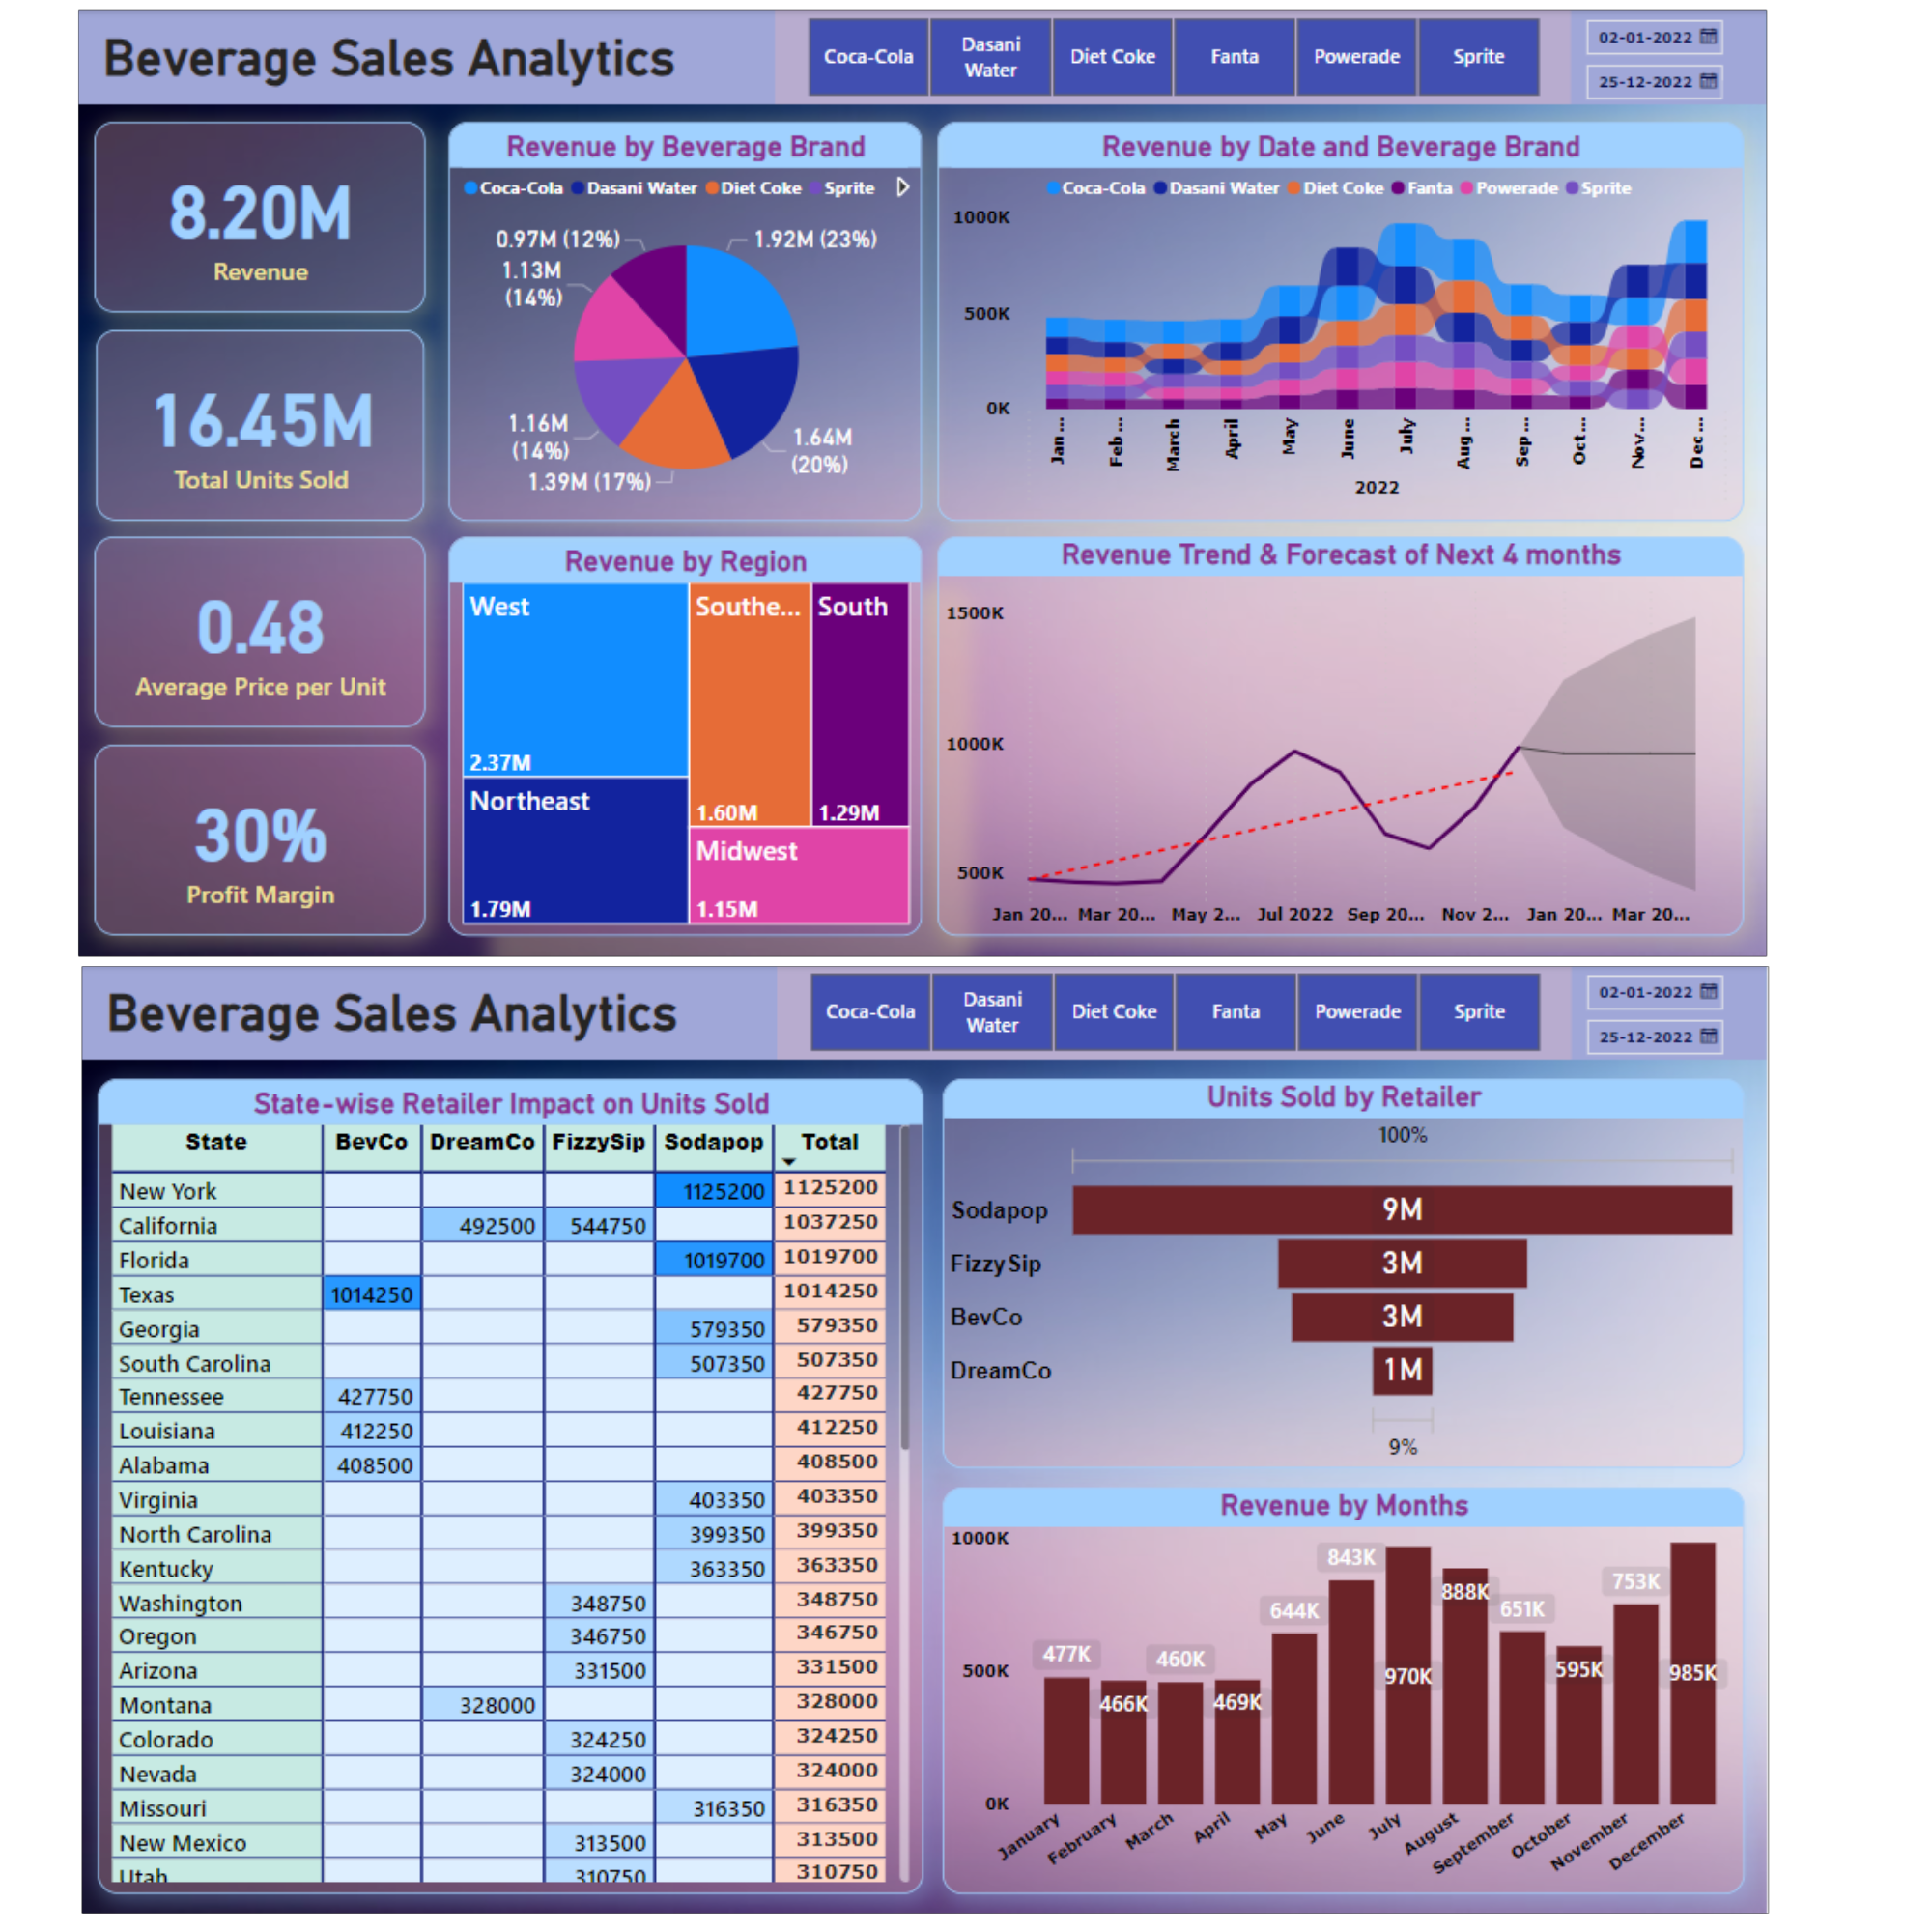 Beverage Sales Analytics
Coca-Cola
Dasani
Water
Diet Coke
Fanta
Powerade
Sprite
02-01-2022
25-12-2022
8.20M
Revenue
16.45M
Total Units Sold
0.48
Average Price per Unit
30%
Profit Margin
Revenue by Beverage Brand
Coca-Cola Dasani Water Diet Coke Sprite
0.97M (12%)
1.92M (23%)
1.13M
(14%)
1.16M
(14%)
1.64M
(20%)
1.39M (17%)
Revenue by Date and Beverage Brand
Coca-Cola Dasani Water Diet Coke Fanta Powerade Sprite
1000K
500K
0K
Jan ...
Feb ...
March
April
May
June
July
Aug ...
Sep ...
Oct ...
Nov...
Dec ...
2022
Revenue by Region
West
2.37M
Northeast
1.79M
Southe...
1.60M
South
1.29M
Midwest
1.15M
Revenue Trend & Forecast of Next 4 months
1500K
1000K
500K
Jan 20... Mar 20... May 2... Jul 2022 Sep 20... Nov 2... Jan 20... Mar 20...
Beverage Sales Analytics
Coca-Cola
Dasani
Water
Diet Coke
Fanta
Powerade
Sprite
02-01-2022
25-12-2022
State-wise Retailer Impact on Units Sold
State BevCo DreamCo FizzySip Sodapop Total
New York 1125200 1125200
California 492500 544750 1037250
Florida 1019700 1019700
Texas 1014250 1014250
Georgia 579350 579350
South Carolina 507350 507350
Tennessee 427750 427750
Louisiana 412250 412250
Alabama 408500 408500
Virginia 403350 403350
North Carolina 399350 399350
Kentucky 363350 363350
Washington 348750 348750
Oregon 346750 346750
Arizona 331500 331500
Montana 328000 328000
Colorado 324250 324250
Nevada 324000 324000
Missouri 316350 316350
New Mexico 313500 313500
Utah 310750 310750
Units Sold by Retailer
100%
Sodapop 9M
FizzySip 3M
BevCo 3M
DreamCo 1M
9%
Revenue by Months
1000K
500K
0K
477K
466K
460K
469K
644K
843K
970K
888K
651K
595K
753K
985K
January
February
March
April
May
June
July
August
September
October
November
December